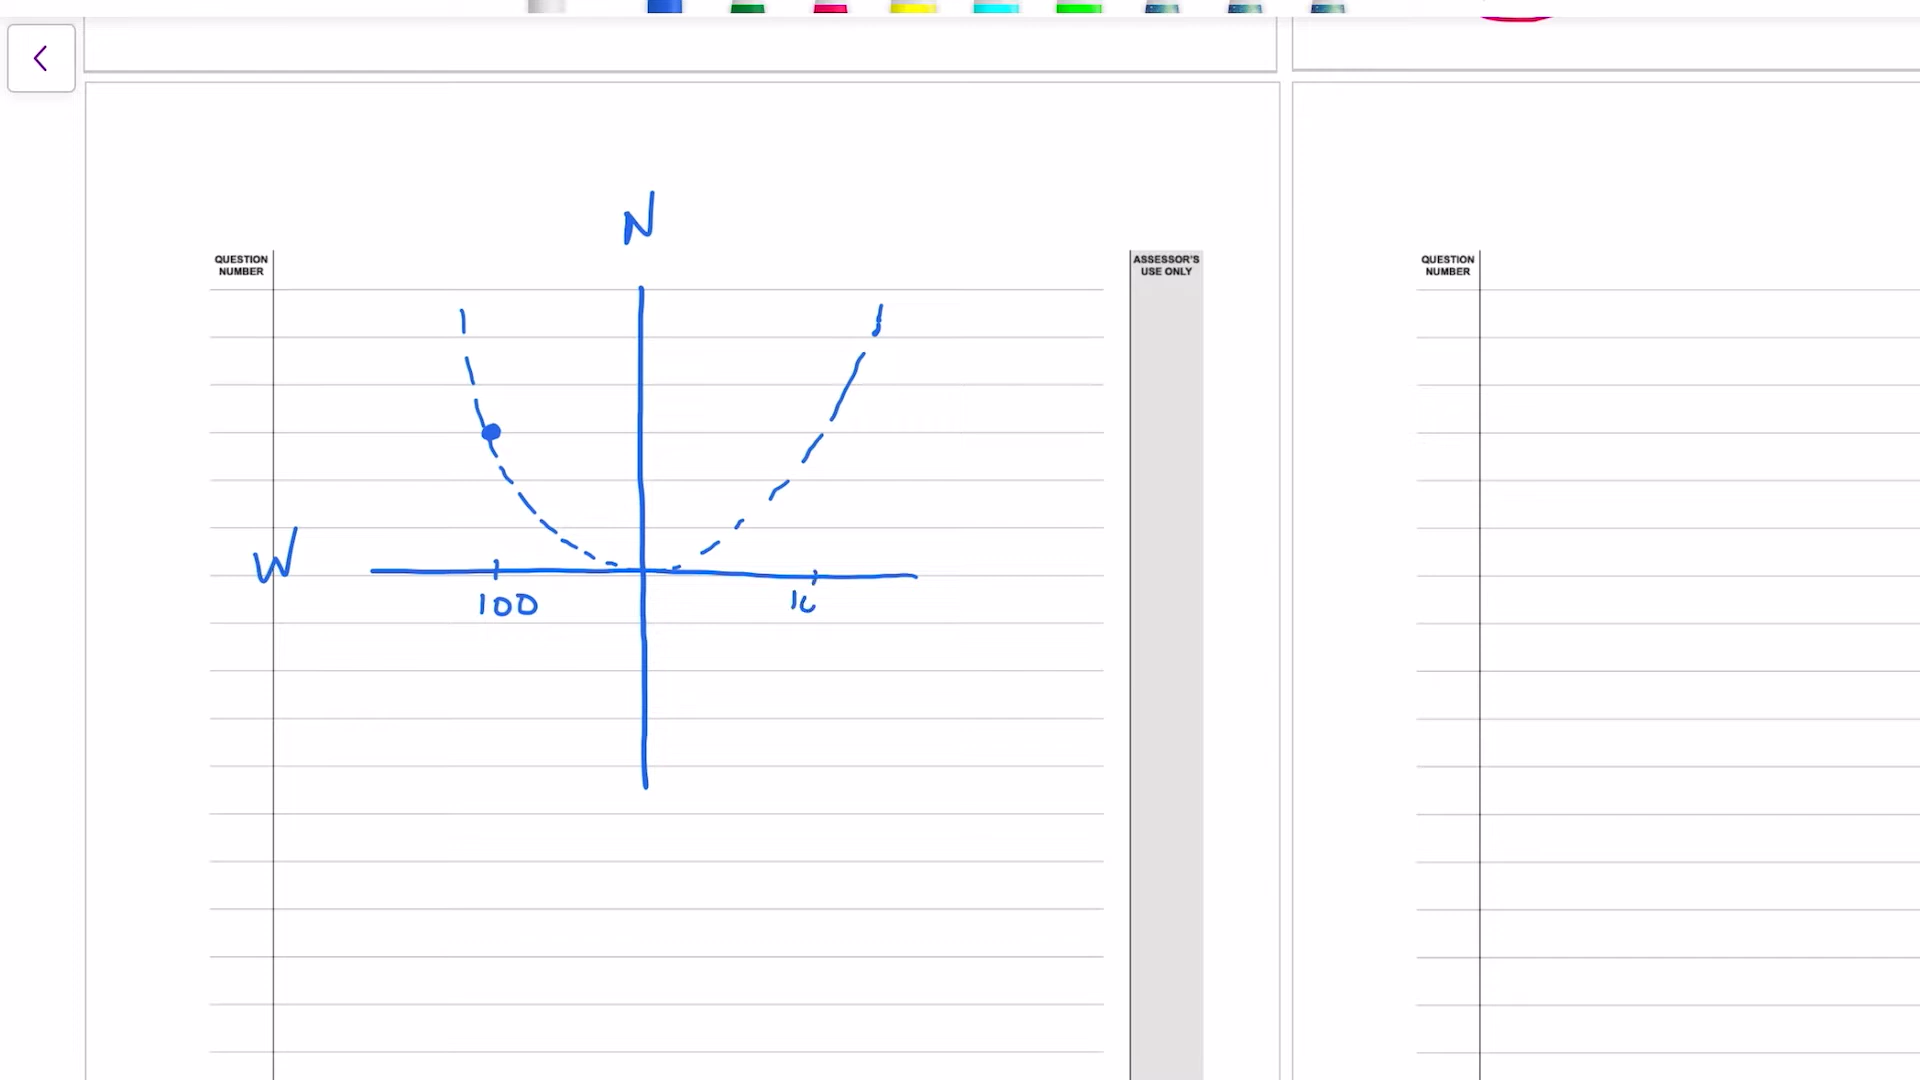 N
QUESTION
NUMBER
ASSESSOR'S
USE ONLY
QUESTION
NUMBER
W
100